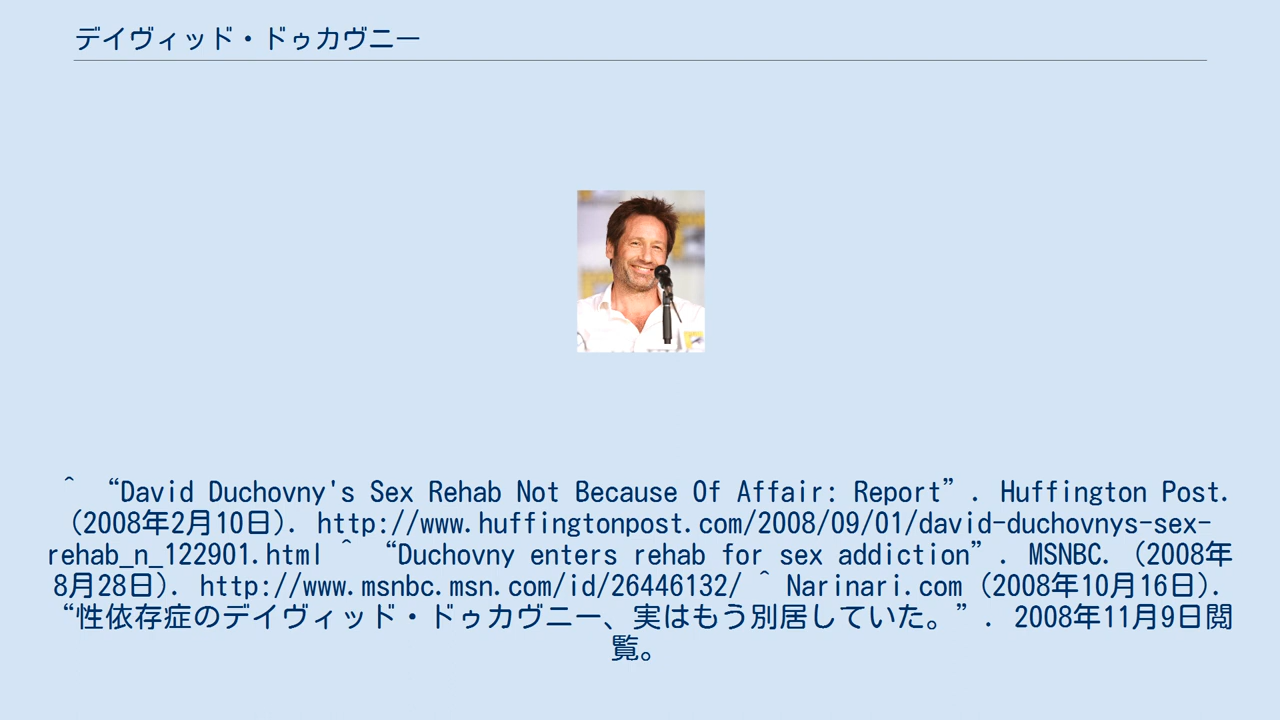 デイヴィッド・ドゥカヴニー
^ “David Duchovny's Sex Rehab Not Because Of Affair: Report”. Huffington Post.
(2008年2月10日). http://www.huffingtonpost.com/2008/09/01/david-duchovnys-sex-
rehab_n_122901.html ^ “Duchovny enters rehab for sex addiction”. MSNBC. (2008年
8月28日). http://www.msnbc.msn.com/id/26446132/ ^ Narinari.com (2008年10月16日).
“性依存症のデイヴィッド・ドゥカヴニー、実はもう別居していた。”. 2008年11月9日閲
覧。